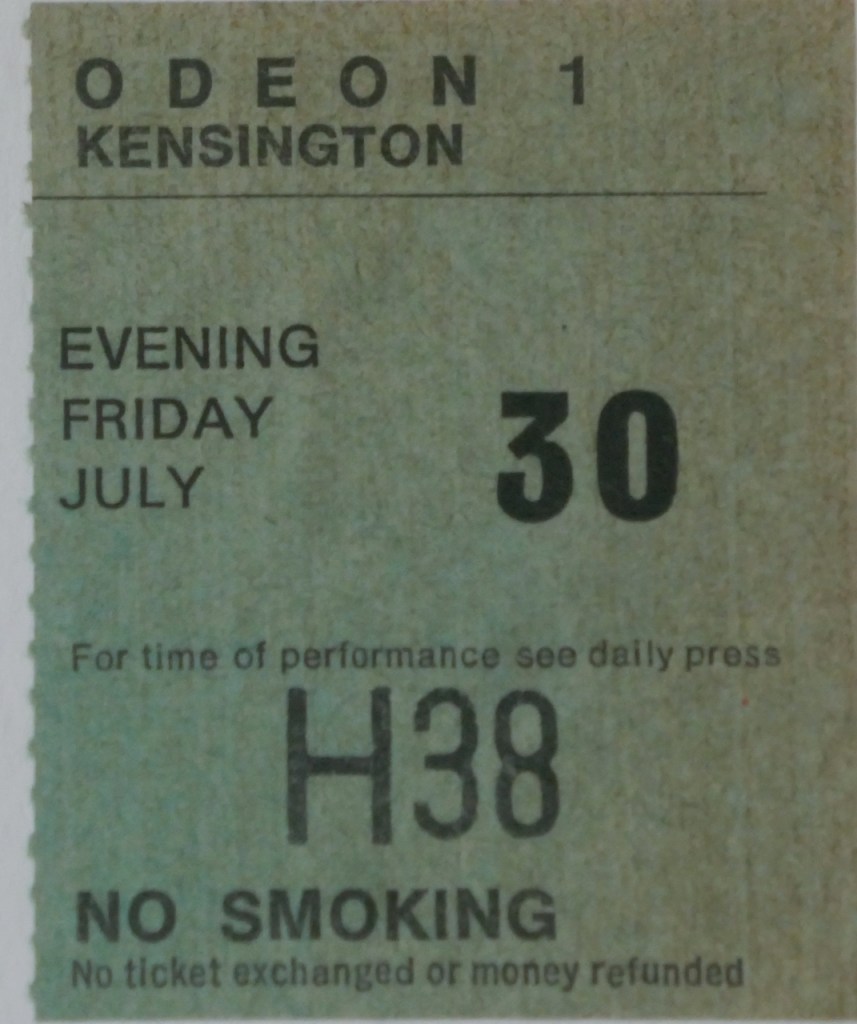 ODEON 1
KENSINGTON
EVENING
FRIDAY
JULY 30
For time of performance see daily press
H38
NO SMOKING
No ticket exchanged or money refunded